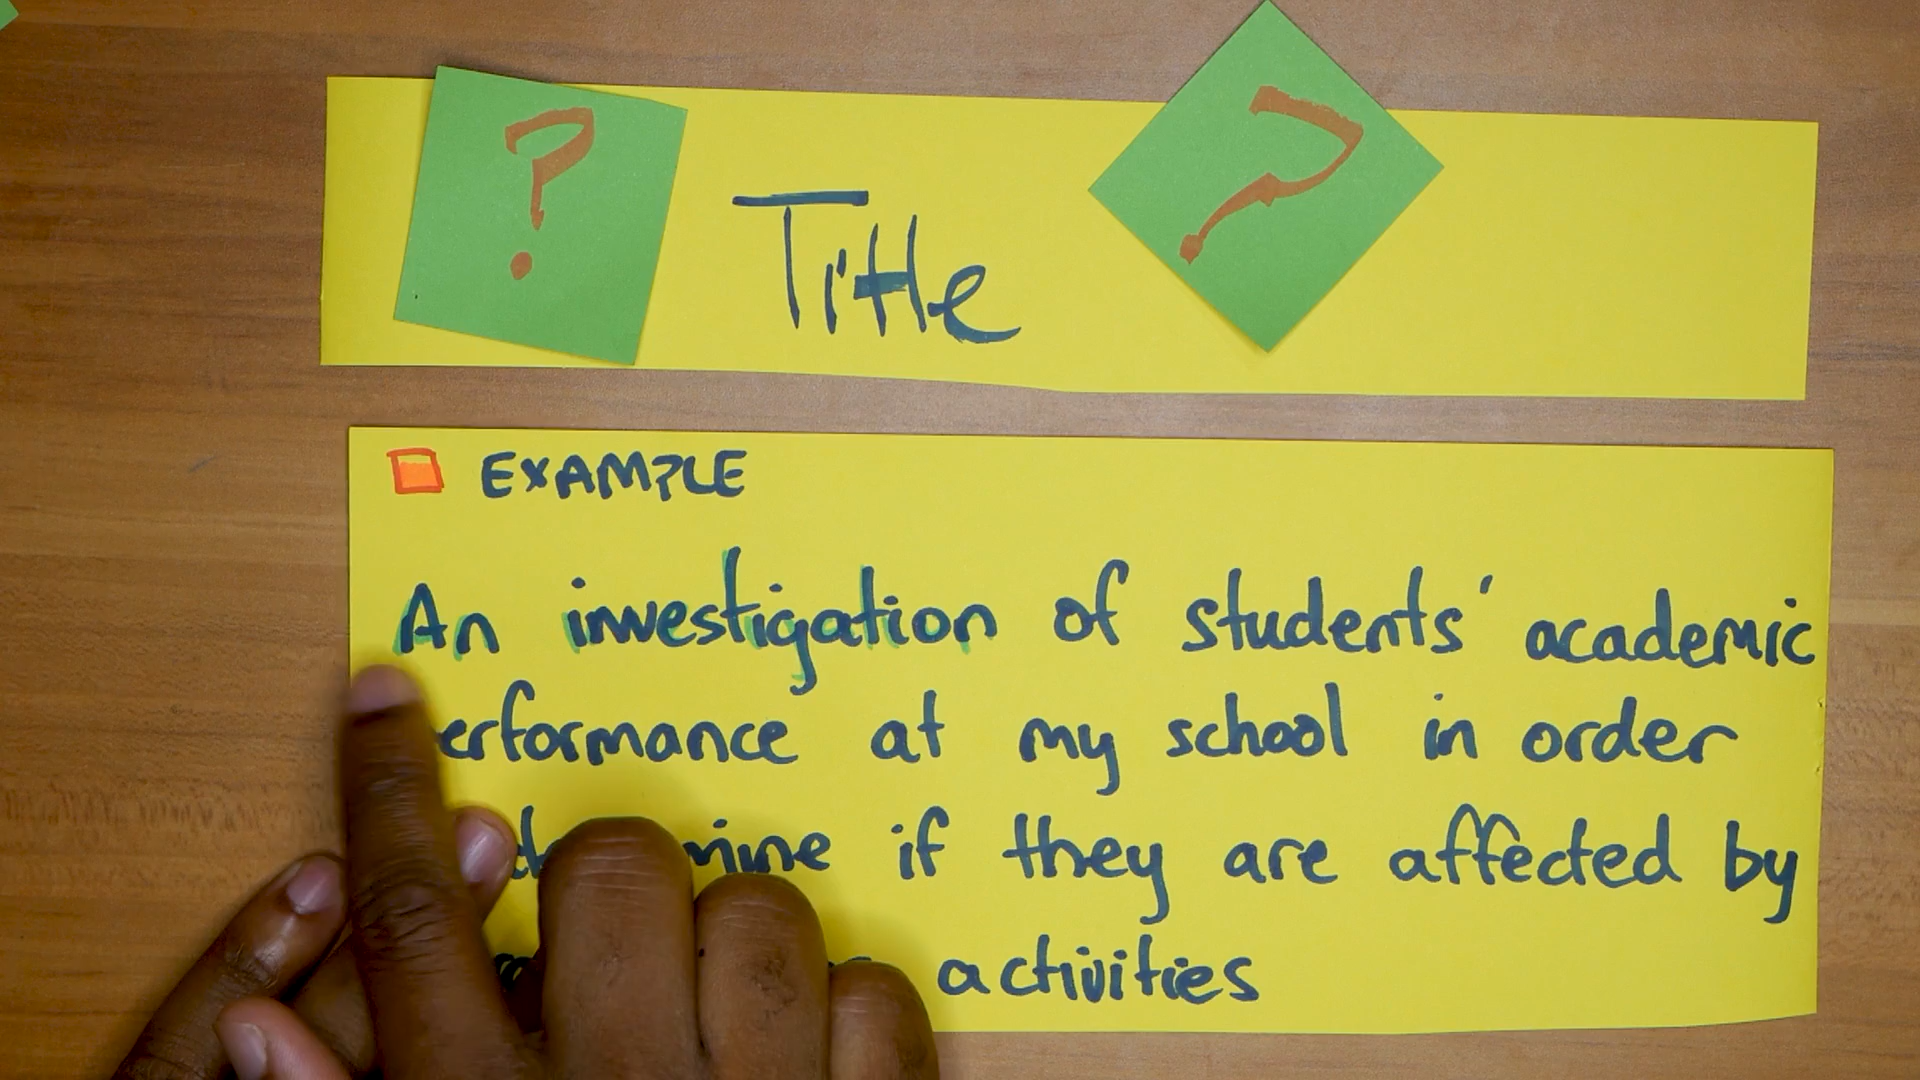 ?
Title
?
EXAMPLE
An investigation of students' academic
erformance at my school in order
mine if they are affected by
activities